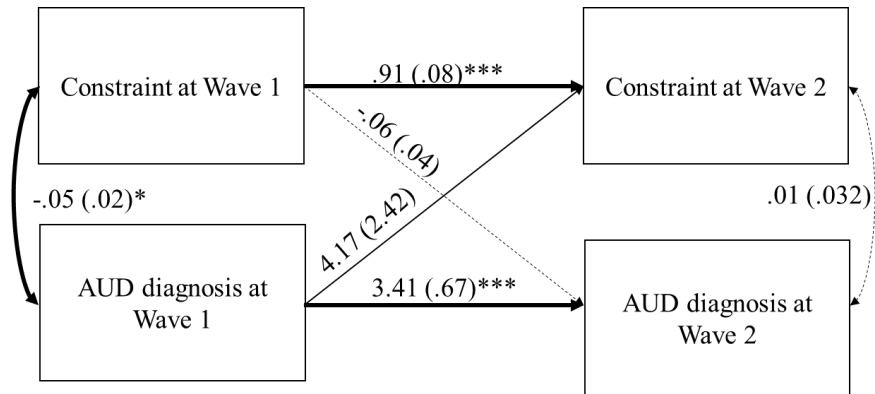 Constraint at Wave 1
.91 (.08)***
Constraint at Wave 2
-.06 (.04)
-.05 (.02)*
.01 (.032)
4.17 (2.42)
AUD diagnosis at
Wave 1
3.41 (.67)***
AUD diagnosis at
Wave 2